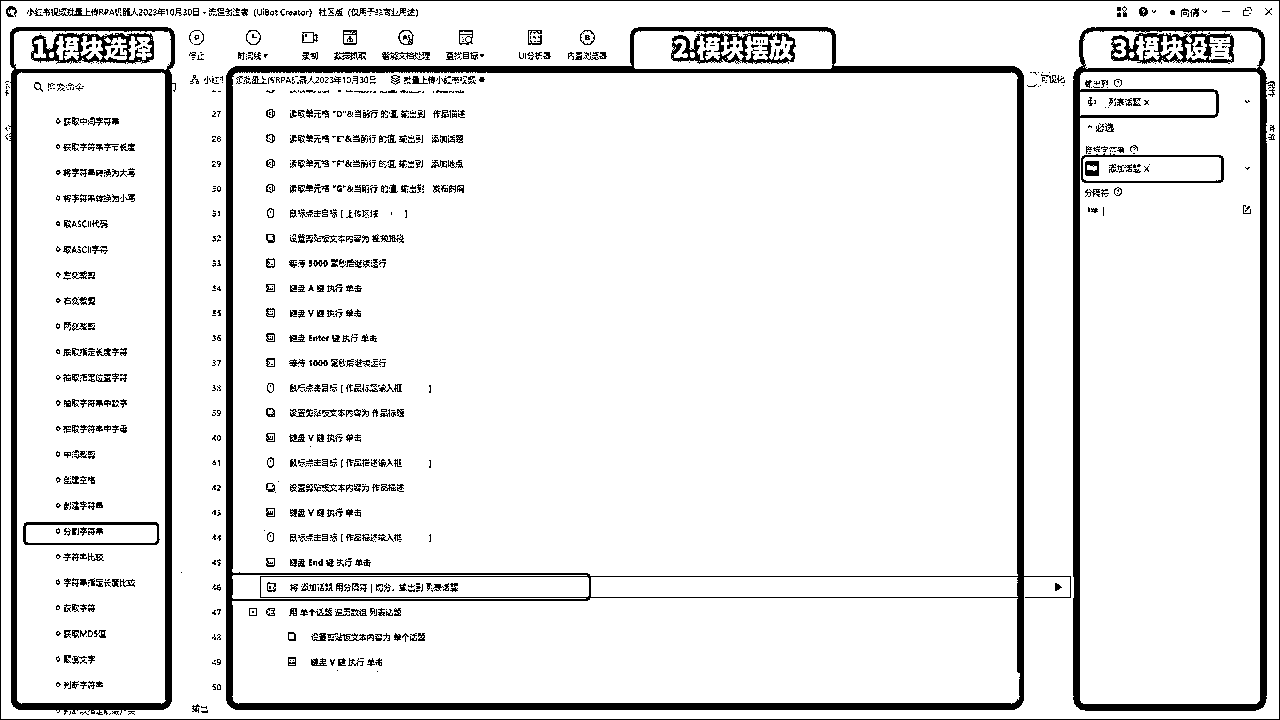 小红书视频批量上传RPA机器人2023年10月30日 - 流程创造者 (UiBot Creator) 社区版 (仅用于非商业用途)
1.模块选择
2.模块摆放
3.模块设置
停止
时间线
录制
数据抓取
智能文档处理
查找目标
UI分析器
内置浏览器
小红书
频批量上传RPA机器人2023年10月30日
批量上传小红书视频
可视化
搜索命令
获取中间字符串
获取字符串字节长度
将字符串转换为大写
将字符串转换为小写
取ASCII代码
取ASCII字符
左侧裁剪
右侧裁剪
两侧裁剪
抽取指定长度字符
抽取指定位置字符
抽取字符串中数字
抽取字符串中字母
中间裁剪
创建空格
创建字符串
分割字符串
字符串比较
字符串指定长度比较
获取字符
获取MD5值
判断字符串
27 读取单元格 "D"&当前行 的值, 输出到 作品描述
28 读取单元格 "E"&当前行 的值, 输出到 添加话题
29 读取单元格 "F"&当前行 的值, 输出到 添加地点
30 读取单元格 "G"&当前行 的值, 输出到 发布时间
31 鼠标点击目标 [ 上传区域 ]
32 设置剪贴板文本内容为 视频路径
33 等待 3000 毫秒后继续运行
34 键盘 A 键 执行 单击
35 键盘 V 键 执行 单击
36 键盘 Enter 键 执行 单击
37 等待 1000 毫秒后继续运行
38 鼠标点击目标 [ 作品标题输入框 ]
39 设置剪贴板文本内容为 作品标题
40 键盘 V 键 执行 单击
41 鼠标点击目标 [ 作品描述输入框 ]
42 设置剪贴板文本内容为 作品描述
43 键盘 V 键 执行 单击
44 鼠标点击目标 [ 作品描述输入框 ]
45 键盘 End 键 执行 单击
46 将 添加话题 用分隔符 | 切分, 输出到 列表话题
47 用 单个话题 遍历数组 列表话题
48 设置剪贴板文本内容为 单个话题
49 键盘 V 键 执行 单击
50
输出
输出到
列表话题 X
必选
目标字符串
添加话题 X
分隔符
|